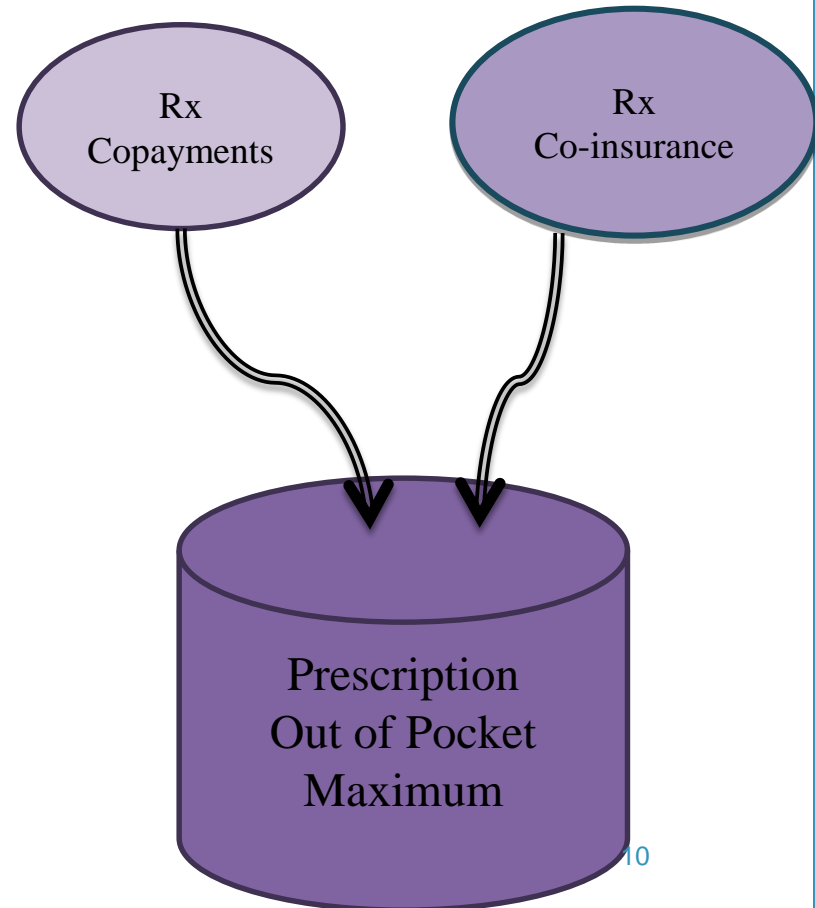 Rx
Copayments
Rx
Co-insurance
Prescription
Out of Pocket
Maximum
10